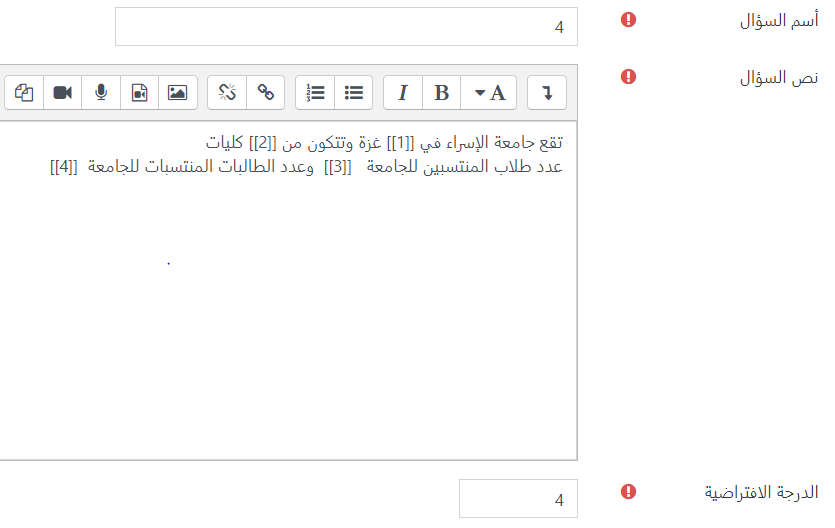 أسم السؤال
4
نص السؤال
A B I
تقع جامعة الإسراء في [[1]] غزة وتتكون من [[2]] كليات
عدد طلاب المنتسبين للجامعة [[3]] وعدد الطالبات المنتسبات للجامعة [[4]]
الدرجة الافتراضية
4